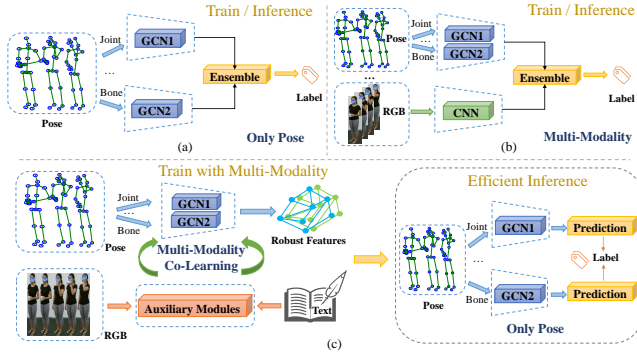 Train / Inference
Joint
GCN1
...
Bone
GCN2
Pose
Ensemble
Label
(a)
Only Pose
Train / Inference
Joint
Pose
...
Bone
GCN1
GCN2
...
RGB
CNN
Ensemble
Label
(b)
Multi-Modality
Train with Multi-Modality
Joint
...
Bone
Pose
GCN1
GCN2
Robust Features
Multi-Modality
Co-Learning
RGB
Auxiliary Modules
Text
(c)
Efficient Inference
Joint
GCN1
Prediction
...
Label
Pose
Bone
GCN2
Prediction
Only Pose